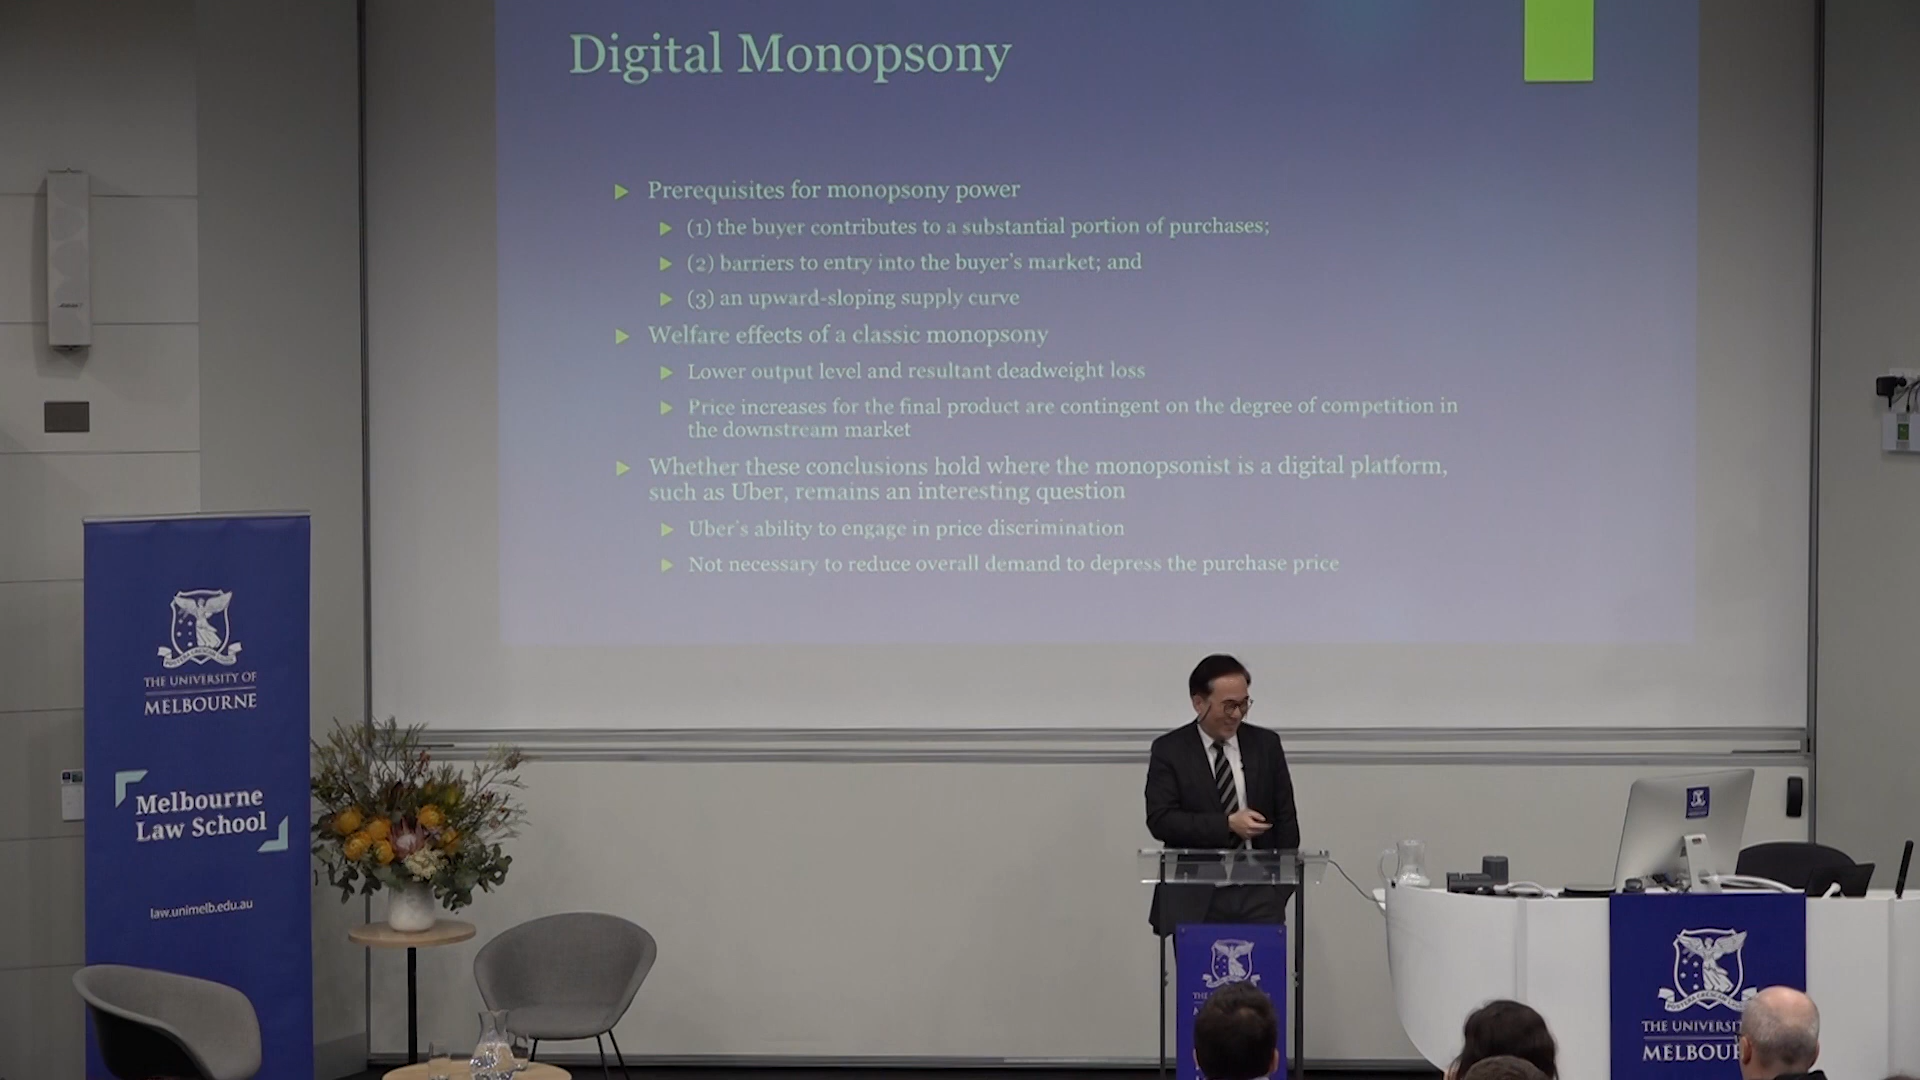 Digital Monopsony
Prerequisites for monopsony power
(1) the buyer contributes to a substantial portion of purchases;
(2) barriers to entry into the buyer's market; and
(3) an upward-sloping supply curve
Welfare effects of a classic monopsony
Lower output level and resultant deadweight loss
Price increases for the final product are contingent on the degree of competition in
the downstream market
Whether these conclusions hold where the monopsonist is a digital platform,
such as Uber, remains an interesting question
Uber's ability to engage in price discrimination
Not necessary to reduce overall demand to depress the purchase price
THE UNIVERSITY OF
MELBOURNE
Melbourne
Law School
law.unimelb.edu.au
THE UNIVERSIT
MELBOU